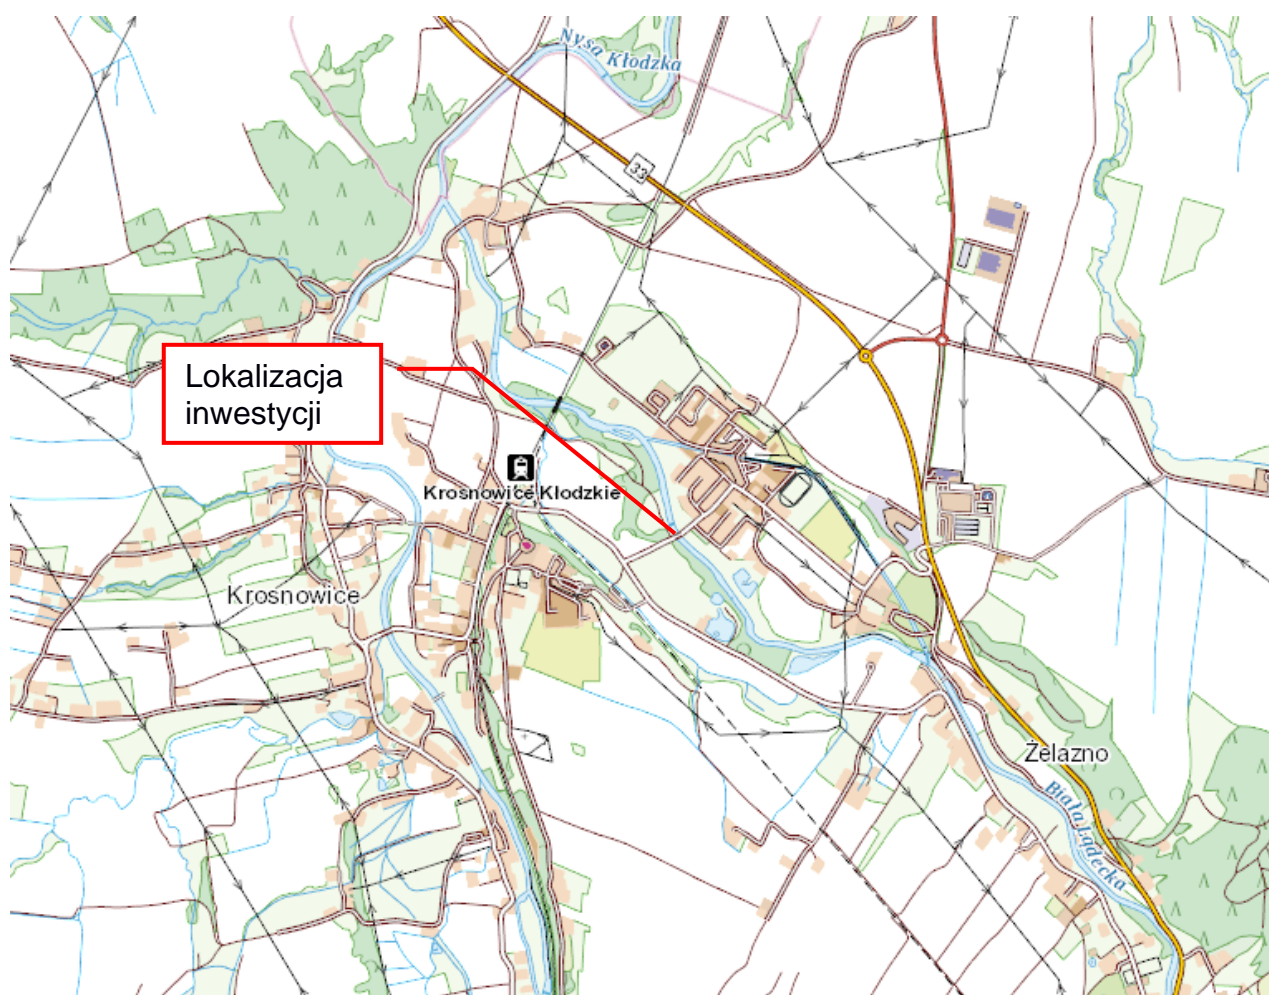 Nysa Kłodzka
33
Lokalizacja
inwestycji
Krosnowice Kłodzkie
Krosnowice
Żelazno
Biała Lądecka